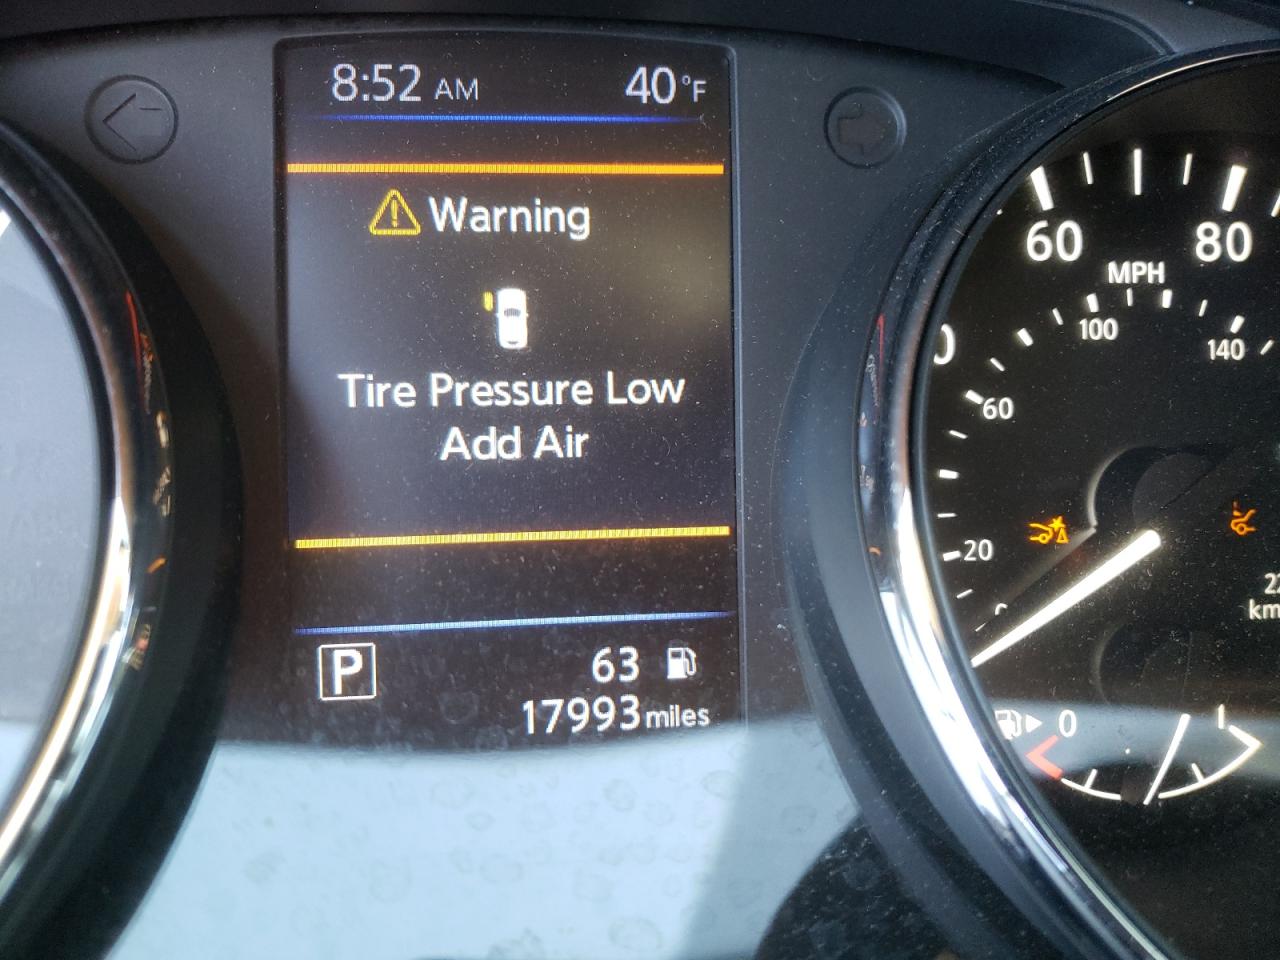 8:52 AM 40°F
Warning
Tire Pressure Low
Add Air
P 63
17993 miles
60 80
MPH
100 140
60
20
0
km